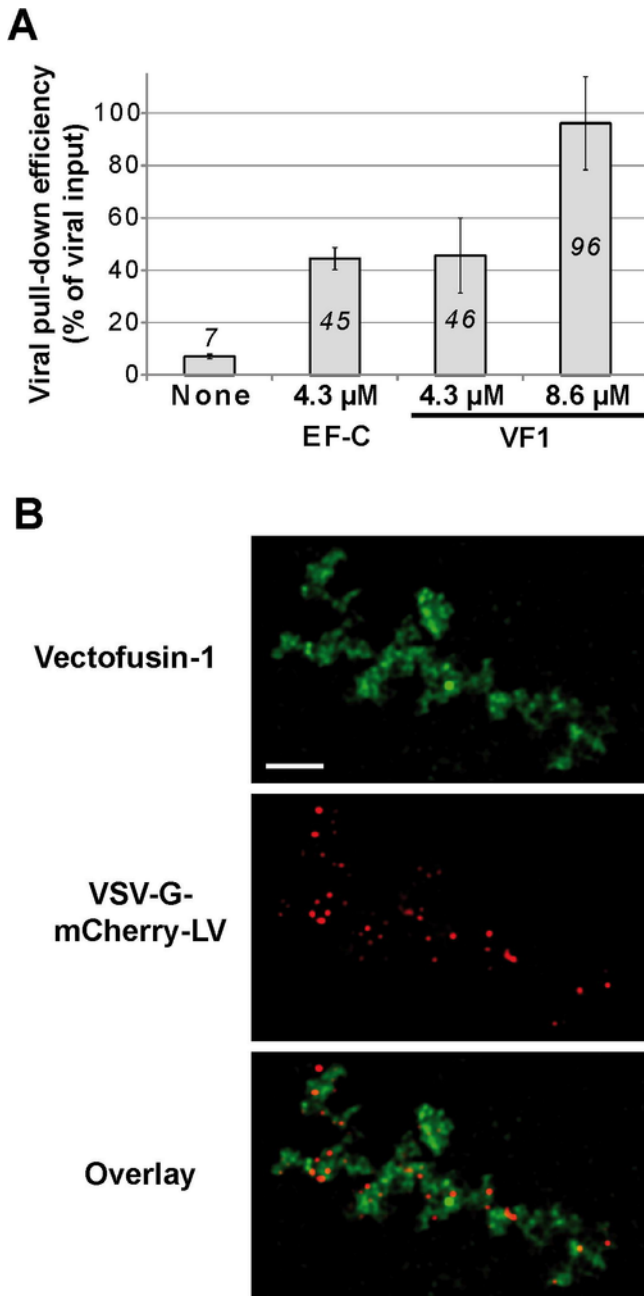 A
Viral pull-down efficiency
(% of viral input)
100
80
60
40
20
0
7
45
46
96
None
4.3 µM
4.3 µM
8.6 µM
EF-C
VF1
B
Vectofusin-1
VSV-G-
mCherry-LV
Overlay